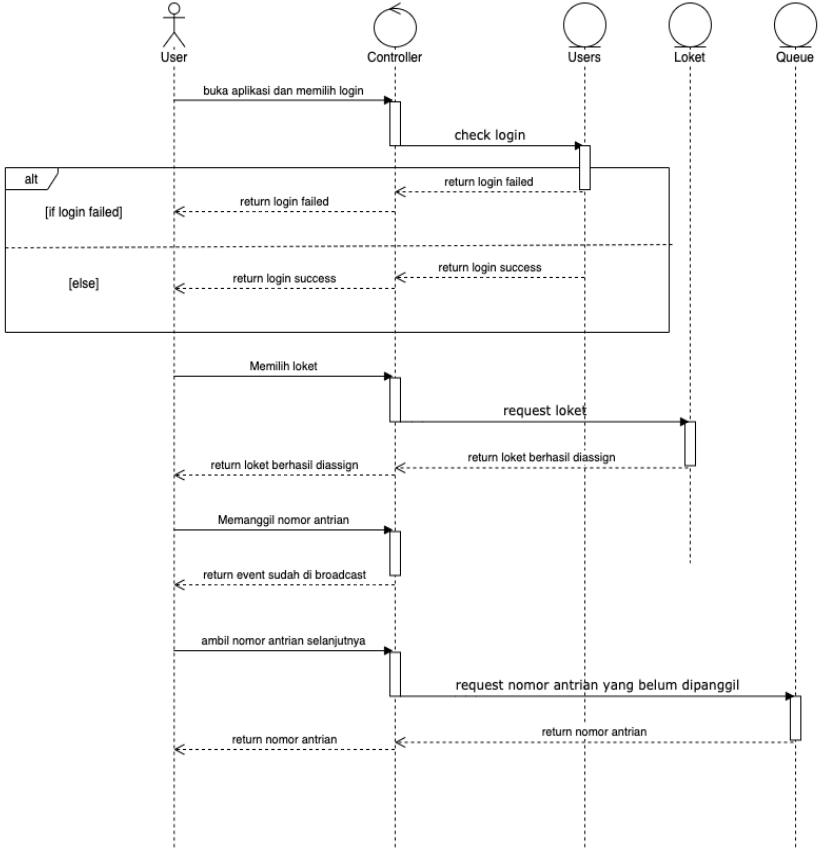 User
Controller
Users
Loket
Queue
buka aplikasi dan memilih login
check login
alt
return login failed
[if login failed]
return login failed
return login success
[else]
return login success
Memilih loket
request loket
return loket berhasil diassign
return loket berhasil diassign
Memanggil nomor antrian
return event sudah di broadcast
ambil nomor antrian selanjutnya
request nomor antrian yang belum dipanggil
return nomor antrian
return nomor antrian